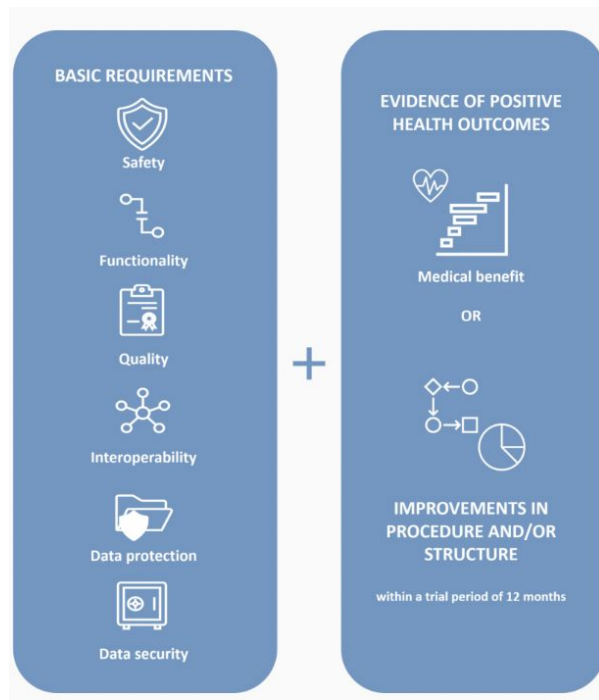 BASIC REQUIREMENTS
Safety
Functionality
Quality
Interoperability
Data protection
Data security
+
EVIDENCE OF POSITIVE
HEALTH OUTCOMES
Medical benefit
OR
IMPROVEMENTS IN
PROCEDURE AND/OR
STRUCTURE
within a trial period of 12 months